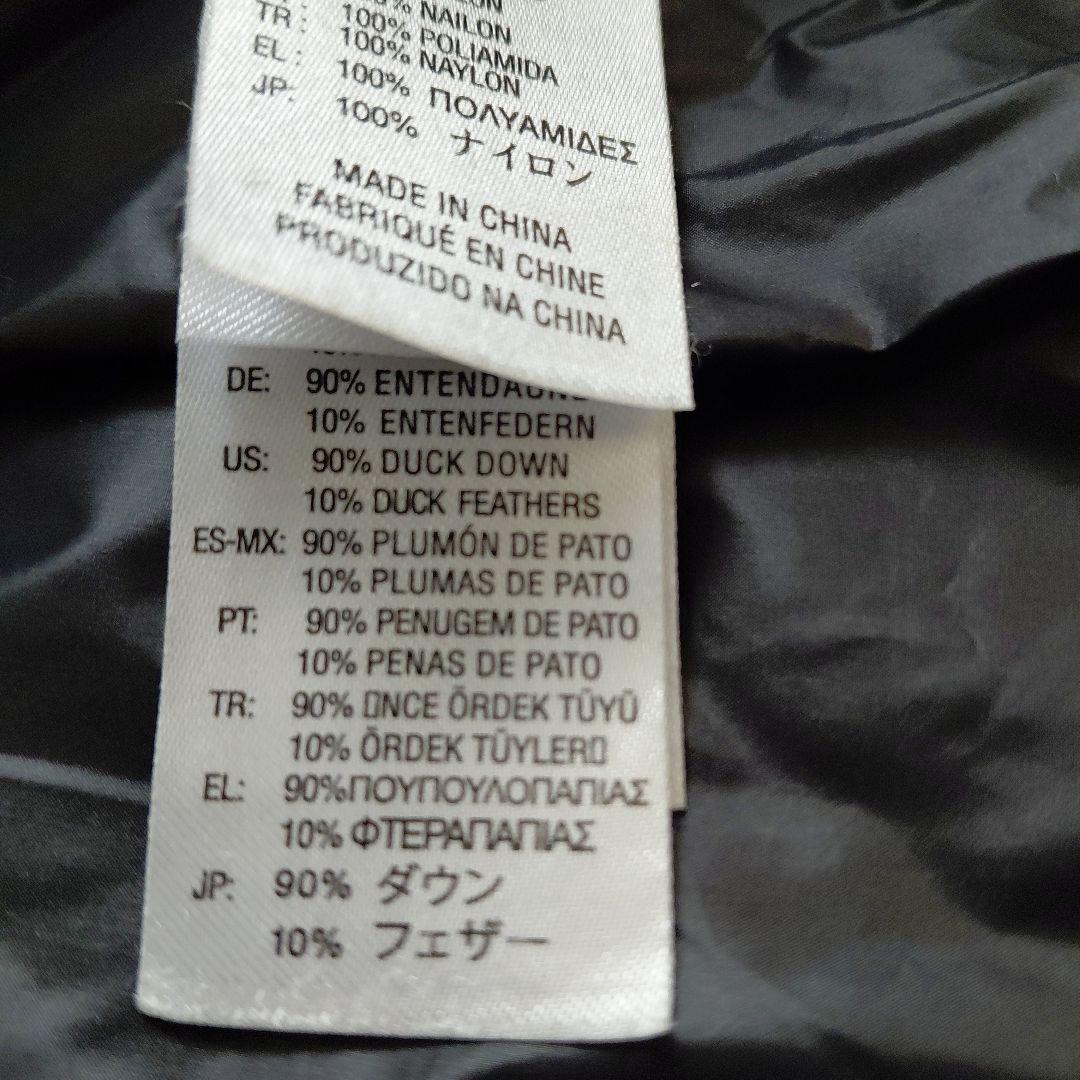 100% NAILON
TR: 100% POLIAMIDA
EL: 100% NAYLON
JP: 100% ΠΟΛΥΑΜΙΔΕΣ
100% ナイロン
MADE IN CHINA
FABRIQUÉ EN CHINE
PRODUZIDO NA CHINA
DE: 90% ENTENDAUNE
10% ENTENFEDERN
US: 90% DUCK DOWN
10% DUCK FEATHERS
ES-MX: 90% PLUMÓN DE PATO
10% PLUMAS DE PATO
PT: 90% PENUGEM DE PATO
10% PENAS DE PATO
TR: 90% ▯NCE ÖRDEK TÜYÜ
10% ÖRDEK TÜYLER▯
EL: 90%ΠΟΥΠΟΥΛΟΠΑΠΙΑΣ
10% ΦΤΕΡΑΠΑΠΙΑΣ
JP: 90% ダウン
10% フェザー